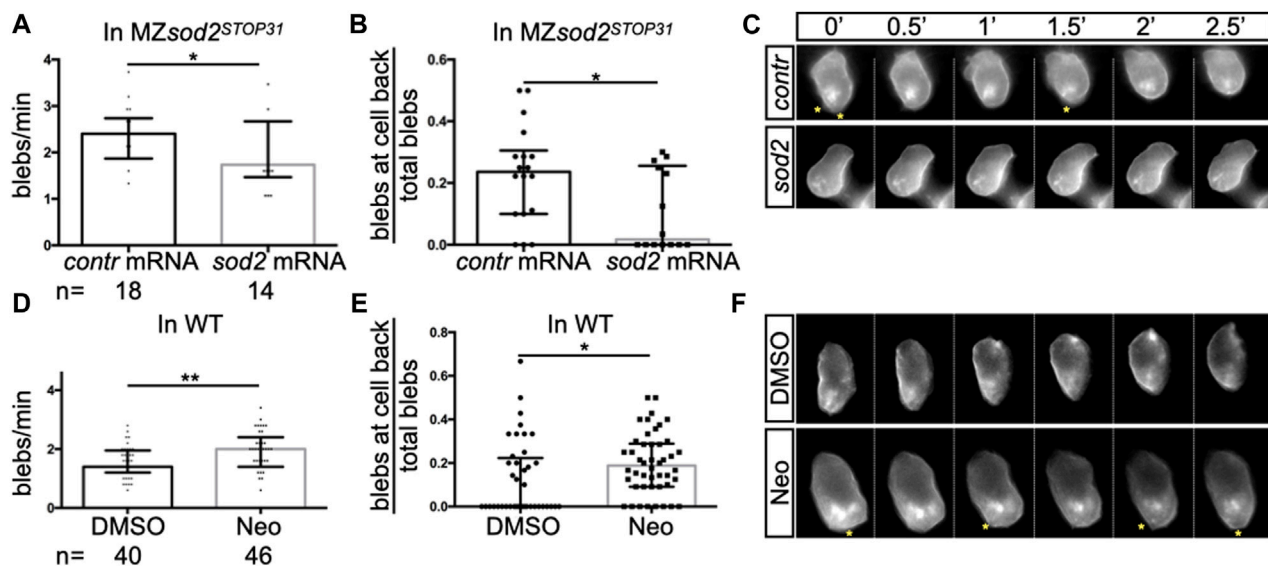 A
In MZsod2STOP31
*
blebs/min
4
3
2
1
0
contr mRNA
sod2 mRNA
n=
18
14
B
In MZsod2STOP31
*
blebs at cell back
total blebs
0.6
0.4
0.2
0.0
contr mRNA
sod2 mRNA
C
0'
0.5'
1'
1.5'
2'
2.5'
contr
* * *
sod2
D
In WT
**
blebs/min
4
2
0
DMSO
Neo
n=
40
46
E
In WT
*
blebs at cell back
total blebs
0.8
0.6
0.4
0.2
0.0
DMSO
Neo
F
DMSO
Neo
* * * *